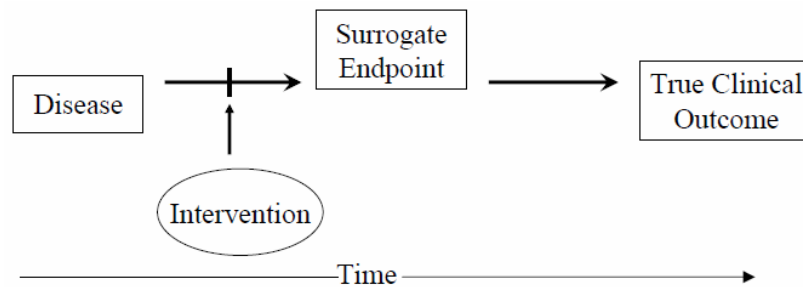 Surrogate
Endpoint
Disease
True Clinical
Outcome
Intervention
Time